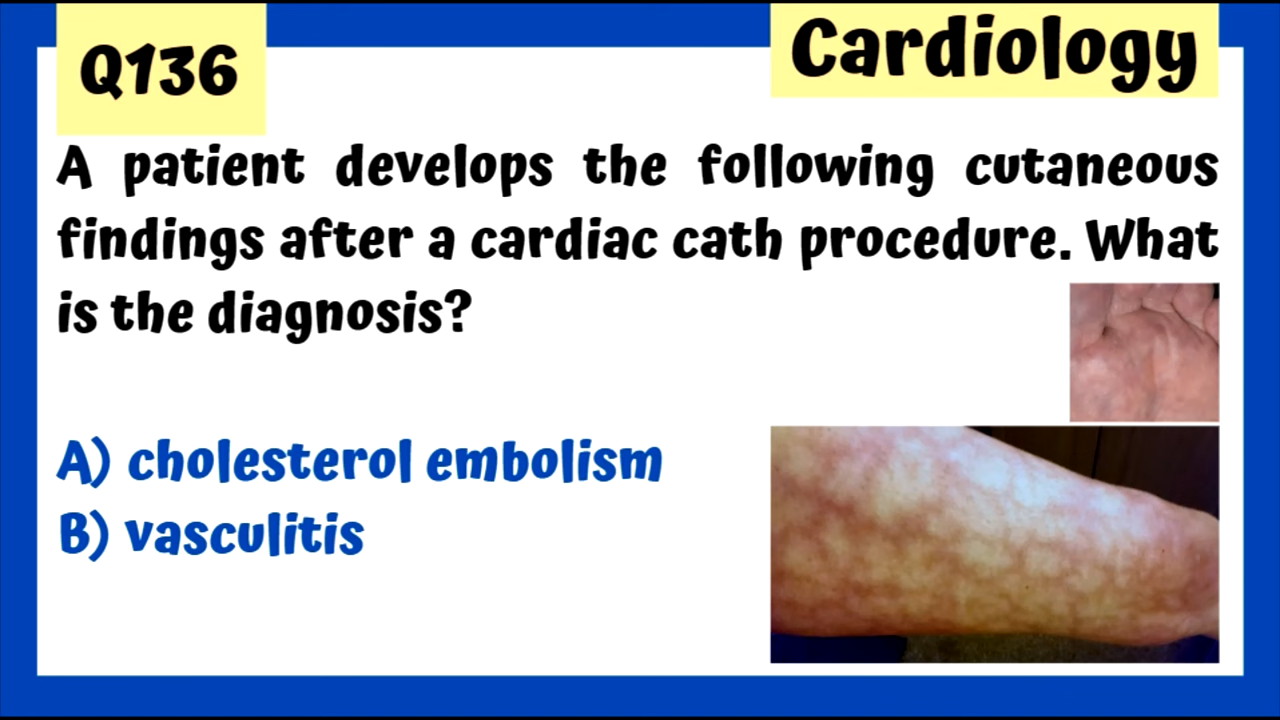 Q136
Cardiology
A patient develops the following cutaneous
findings after a cardiac cath procedure. What
is the diagnosis?
A) cholesterol embolism
B) vasculitis